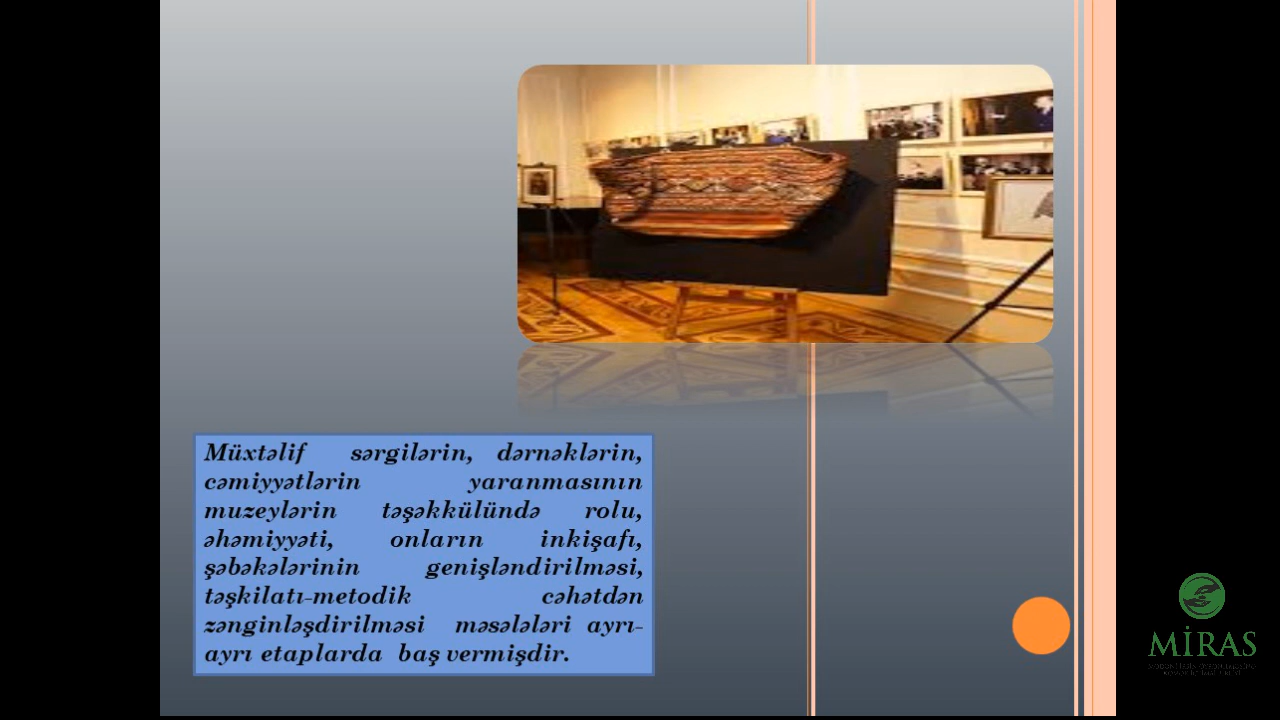 Müxtəlif sərgilərin, dərnəklərin,
cəmiyyətlərin yaranmasının
muzeylərin təşəkkülündə rolu,
əhəmiyyəti, onların inkişafı,
şəbəkələrinin genişləndirilməsi,
təşkilatı-metodik cəhətdən
zənginləşdirilməsi məsələləri ayrı-
ayrı etaplarda baş vermişdir.
MİRAS